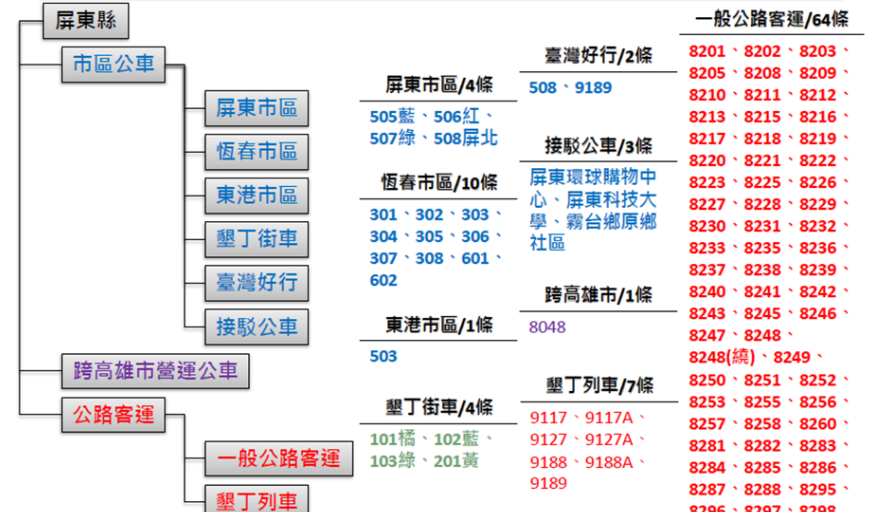 屏東縣
市區公車
屏東市區
恆春市區
東港市區
墾丁街車
臺灣好行
接駁公車
跨高雄市營運公車
公路客運
一般公路客運
墾丁列車
屏東市區/4條
505藍、506紅、
507綠、508屏北
恆春市區/10條
301、302、303、
304、305、306、
307、308、601、
602
東港市區/1條
503
墾丁街車/4條
101橘、102藍、
103綠、201黃
臺灣好行/2條
508、9189
接駁公車/3條
屏東環球購物中
心、屏東科技大
學、霧台鄉原鄉
社區
跨高雄市/1條
8048
墾丁列車/7條
9117、9117A、
9127、9127A、
9188、9188A、
9189
一般公路客運/64條
8201、8202、8203、
8205、8208、8209、
8210、8211、8212、
8213、8215、8216、
8217、8218、8219、
8220、8221、8222、
8223、8225、8226、
8227、8228、8229、
8230、8231、8232、
8233、8235、8236、
8237、8238、8239、
8240、8241、8242、
8243、8245、8246、
8247、8248、
8248(繞)、8249、
8250、8251、8252、
8253、8255、8256、
8257、8258、8260、
8281、8282、8283、
8284、8285、8286、
8287、8288、8295、
8296、8297、8298